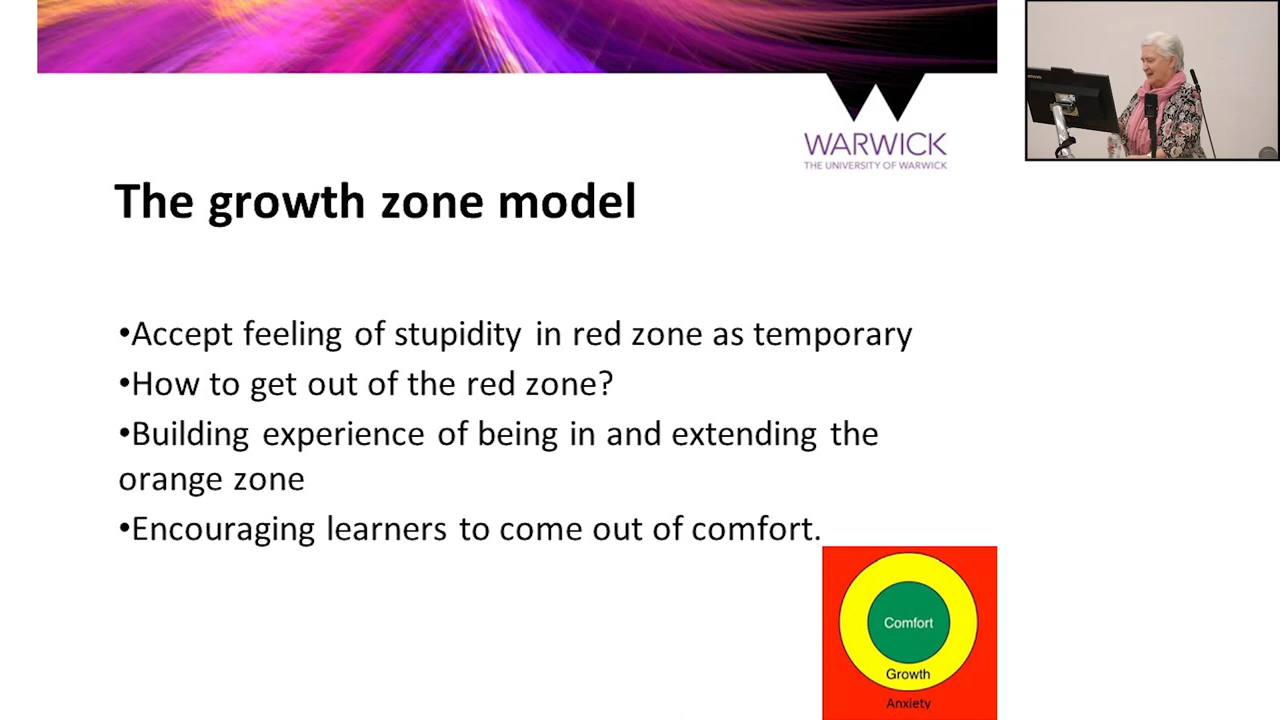 WARWICK
THE UNIVERSITY OF WARWICK
The growth zone model
•Accept feeling of stupidity in red zone as temporary
•How to get out of the red zone?
•Building experience of being in and extending the
orange zone
•Encouraging learners to come out of comfort.
Comfort
Growth
Anxiety